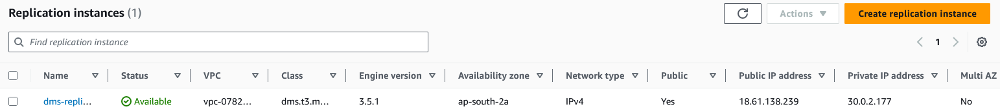 Replication instances (1)
Actions
Create replication instance
Find replication instance
1
Name Status VPC Class Engine version Availability zone Network type Public Public IP address Private IP address Multi AZ
dms-repli... Available vpc-0782... dms.t3.m... 3.5.1 ap-south-2a IPv4 Yes 18.61.138.239 30.0.2.177 No